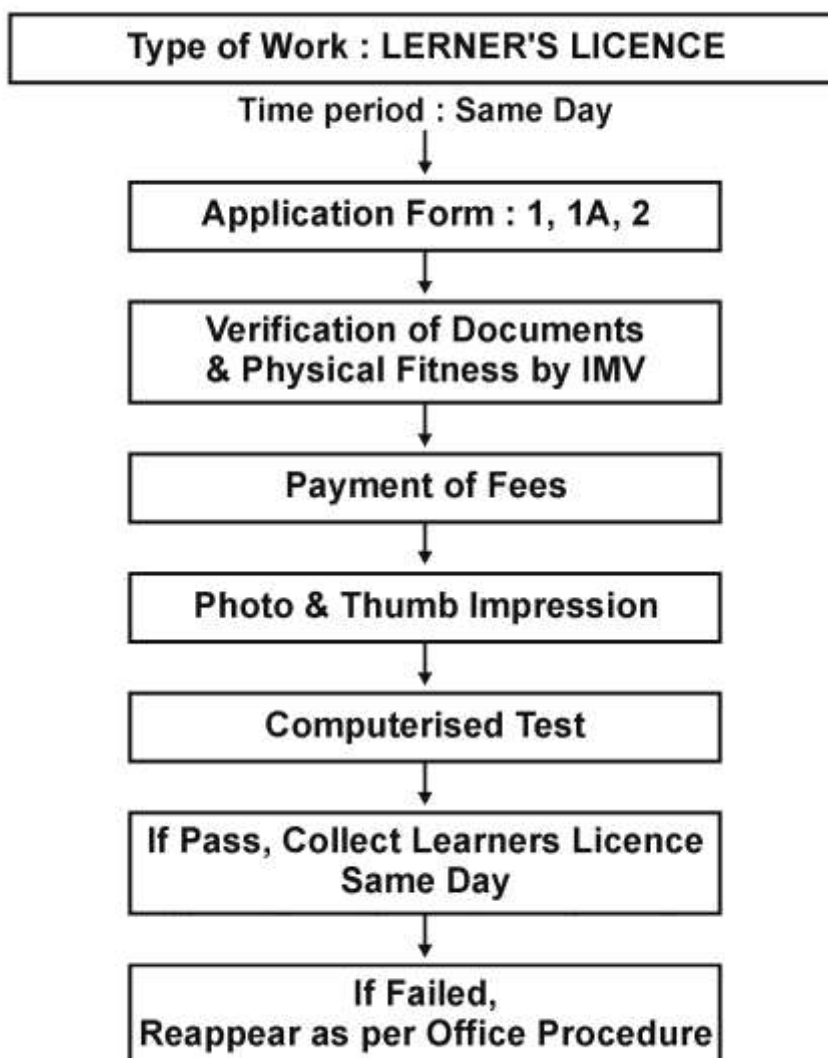 Type of Work : LERNER'S LICENCE
Time period : Same Day
Application Form : 1, 1A, 2
Verification of Documents
& Physical Fitness by IMV
Payment of Fees
Photo & Thumb Impression
Computerised Test
If Pass, Collect Learners Licence
Same Day
If Failed,
Reappear as per Office Procedure